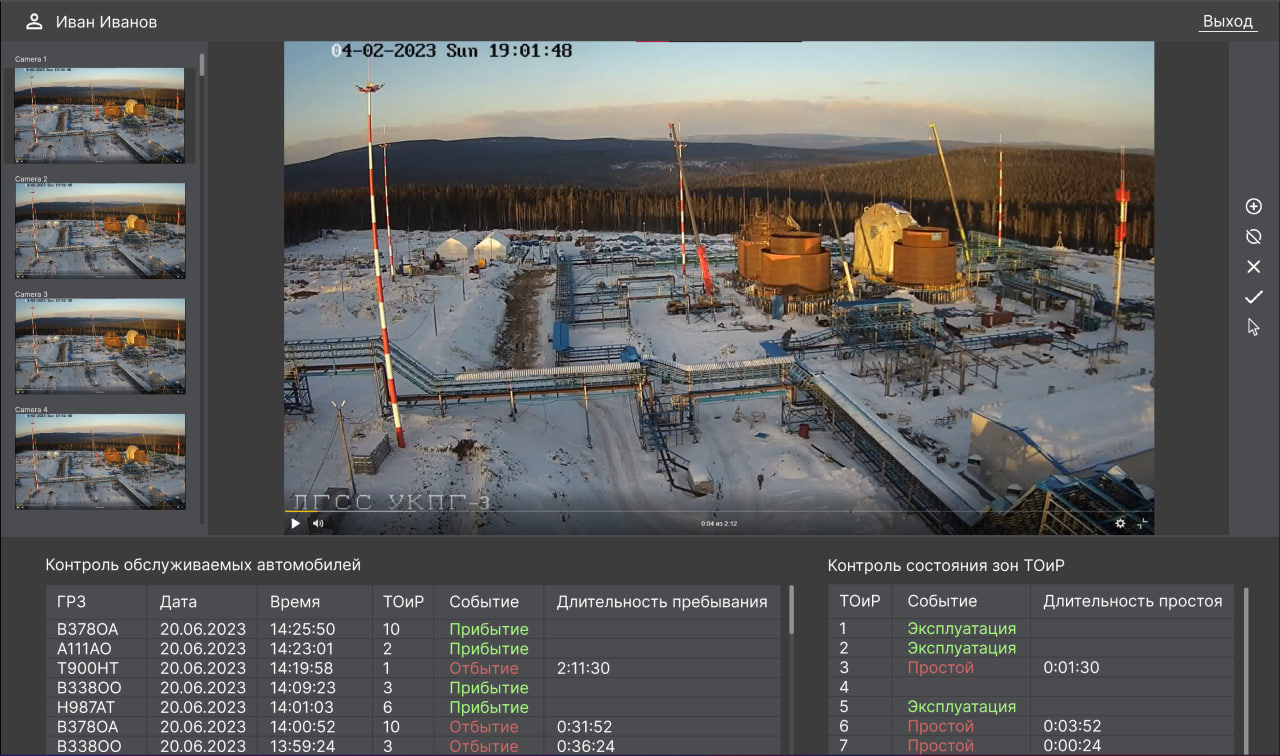 Иван Иванов
Выход
Camera 1
Camera 2
Camera 3
Camera 4
04-02-2023 Sun 19:01:48
ЛГСС УКПГ-3
0:04 из 2:12
Контроль обслуживаемых автомобилей
ГРЗ Дата Время ТОиР Событие Длительность пребывания
В378ОА 20.06.2023 14:25:50 10 Прибытие
А111АО 20.06.2023 14:23:01 2 Прибытие
Т900НТ 20.06.2023 14:19:58 1 Отбытие 2:11:30
В338ОО 20.06.2023 14:09:23 3 Прибытие
Н987АТ 20.06.2023 14:01:03 6 Прибытие
В378ОА 20.06.2023 14:00:52 10 Отбытие 0:31:52
В338ОО 20.06.2023 13:59:24 3 Отбытие 0:36:24
Контроль состояния зон ТОиР
ТОиР Событие Длительность простоя
1 Эксплуатация
2 Эксплуатация
3 Простой 0:01:30
4
5 Эксплуатация
6 Простой 0:03:52
7 Простой 0:00:24